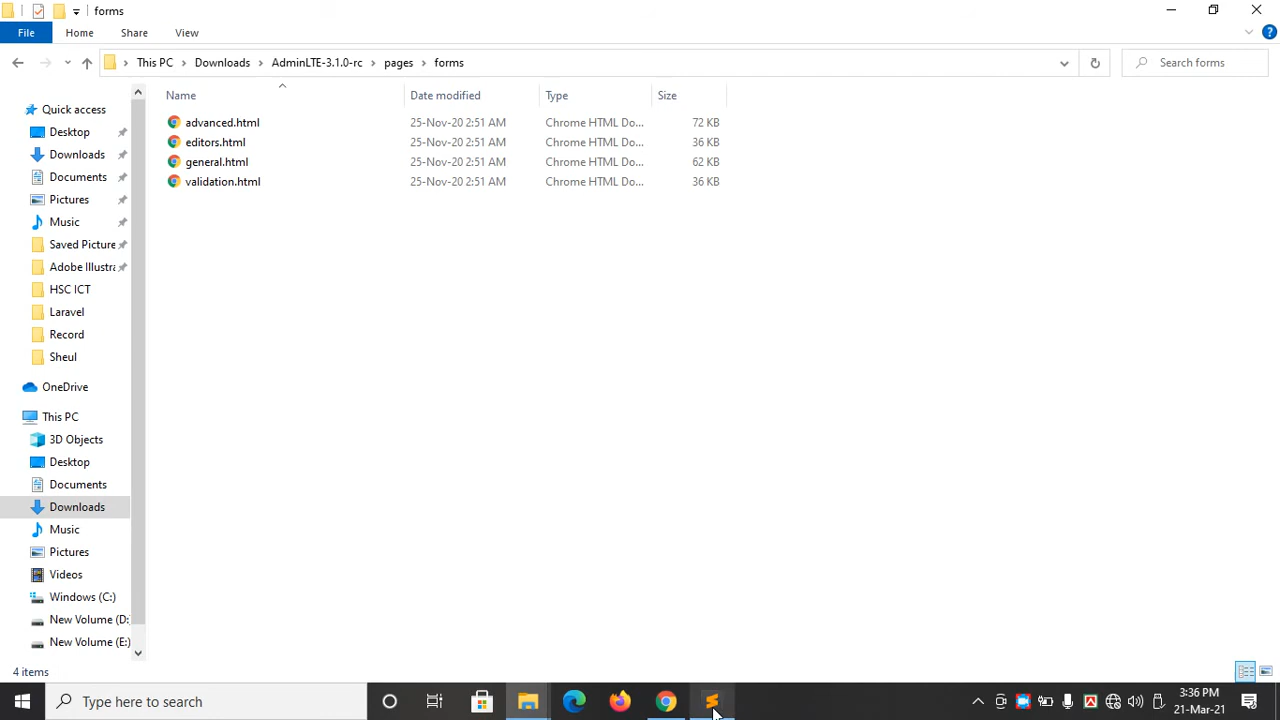 forms
File Home Share View
This PC Downloads AdminLTE-3.1.0-rc pages forms Search forms
Name Date modified Type Size
advanced.html 25-Nov-20 2:51 AM Chrome HTML Do... 72 KB
editors.html 25-Nov-20 2:51 AM Chrome HTML Do... 36 KB
general.html 25-Nov-20 2:51 AM Chrome HTML Do... 62 KB
validation.html 25-Nov-20 2:51 AM Chrome HTML Do... 36 KB
Quick access
Desktop
Downloads
Documents
Pictures
Music
Saved Picture
Adobe Illustra
HSC ICT
Laravel
Record
Sheul
OneDrive
This PC
3D Objects
Desktop
Documents
Downloads
Music
Pictures
Videos
Windows (C:)
New Volume (D:
New Volume (E:)
4 items
Type here to search
3:36 PM
21-Mar-21